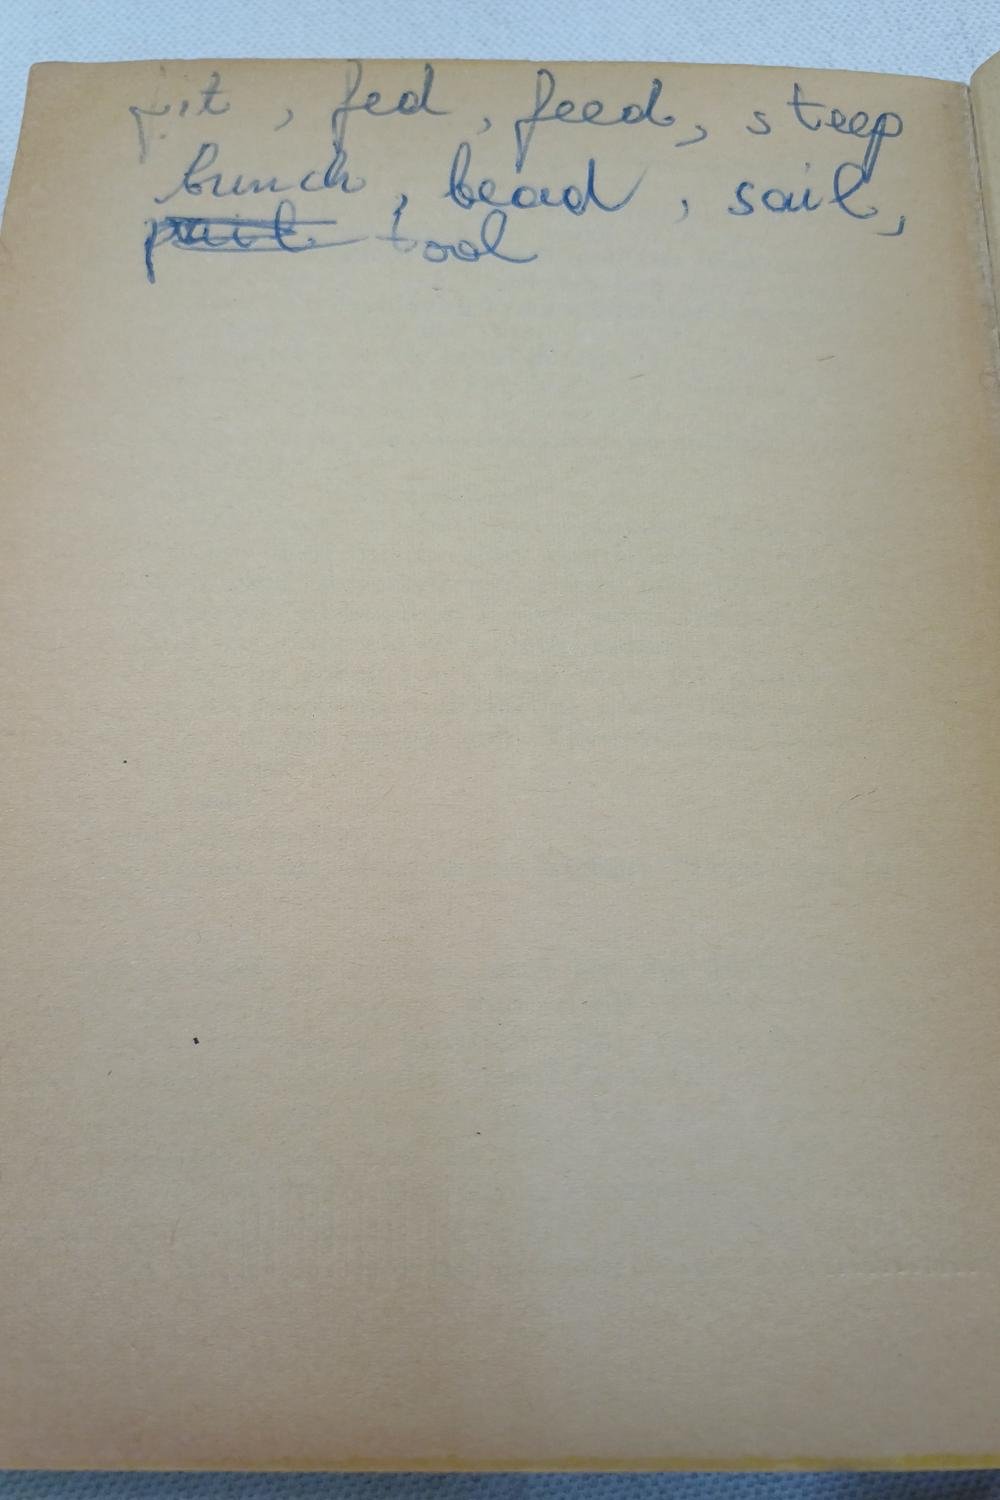 pit, fed, feed, steep
bunch, bead, sail,
tool